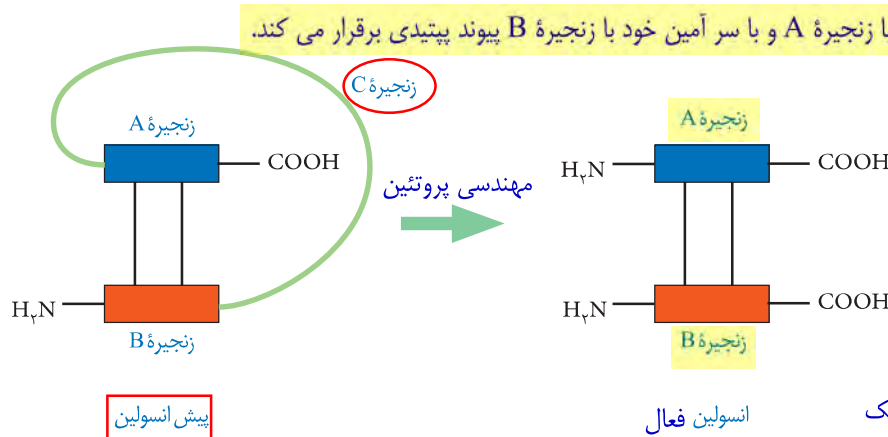 ا زنجیرهٔ A و با سر آمین خود با زنجیرهٔ B پیوند پپتیدی برقرار می کند.
زنجیرهٔ C
زنجیرهٔ A
COOH
H₂N
زنجیرهٔ B
پیش انسولین
مهندسی پروتئین
زنجیرهٔ A
H₂N
COOH
H₂N
COOH
زنجیرهٔ B
انسولین فعال
ک